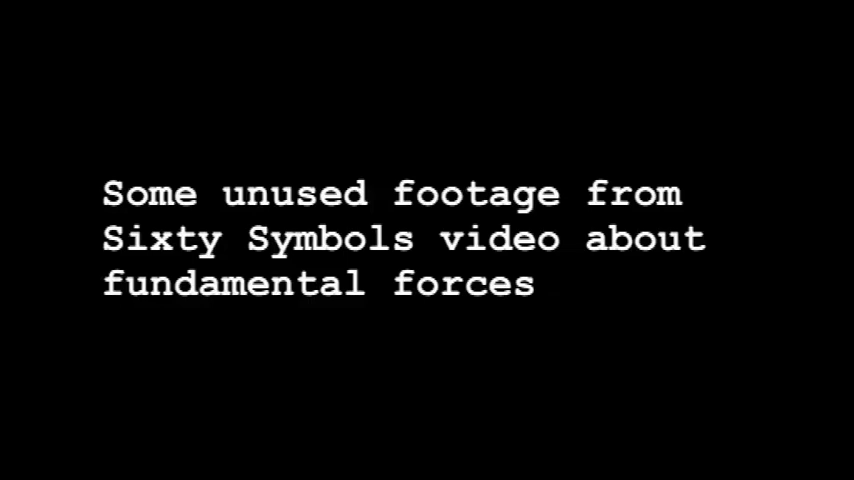 Some unused footage from
Sixty Symbols video about
fundamental forces